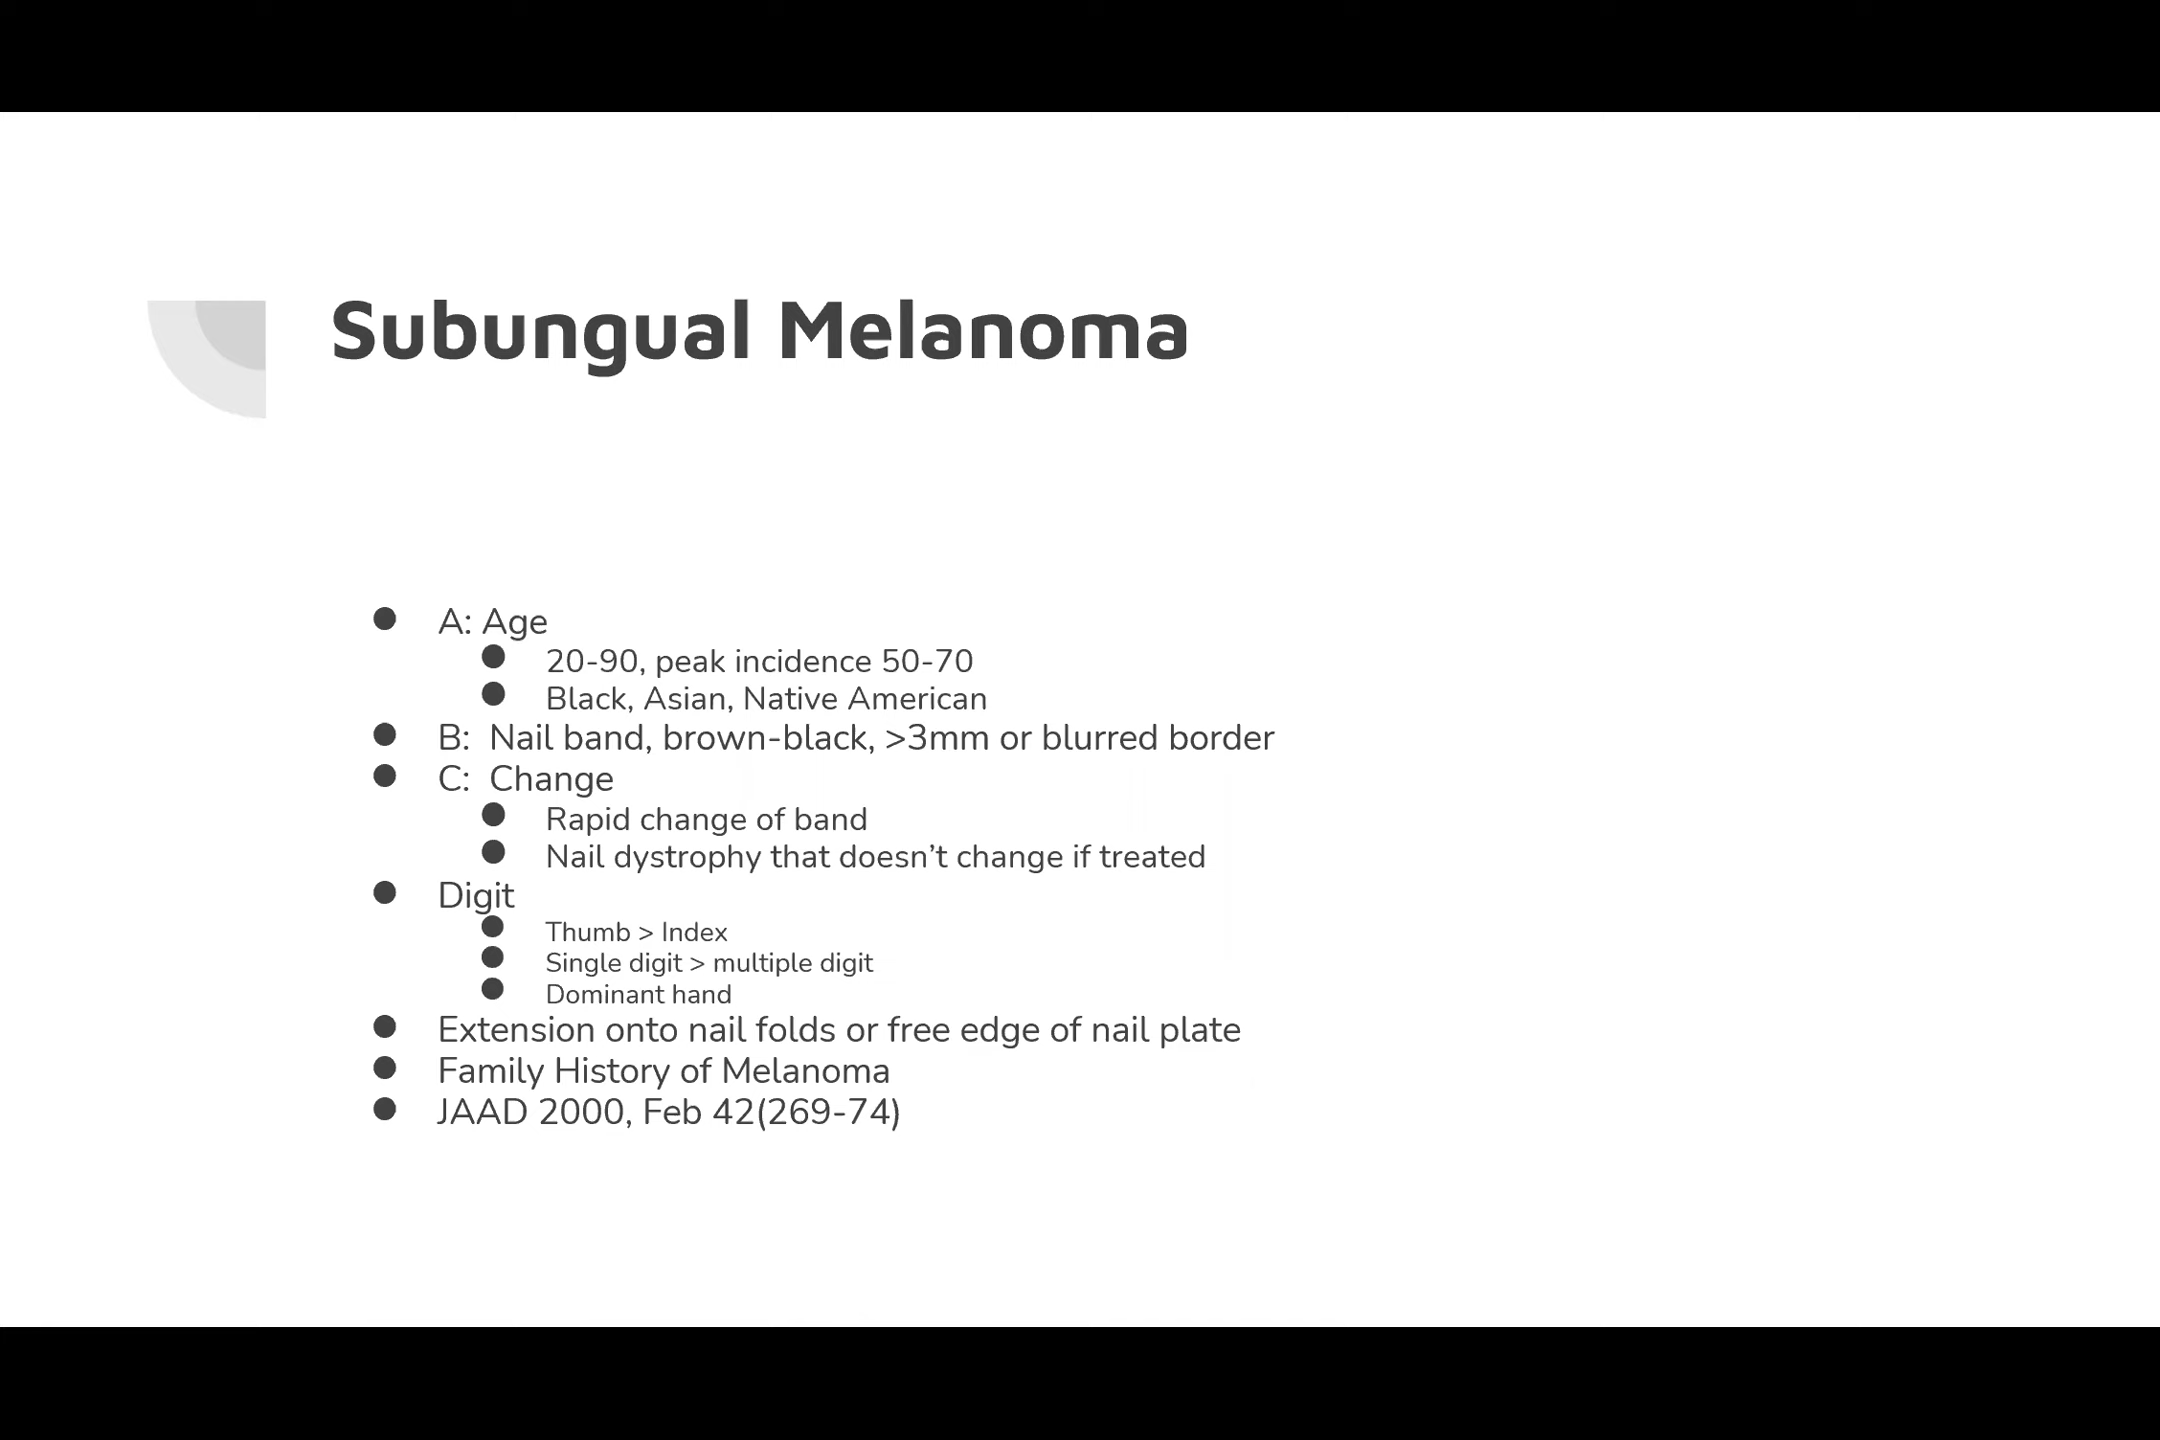 Subungual Melanoma
● A: Age
● 20-90, peak incidence 50-70
● Black, Asian, Native American
● B:  Nail band, brown-black, >3mm or blurred border
● C:  Change
● Rapid change of band
● Nail dystrophy that doesn’t change if treated
● Digit
● Thumb > Index
● Single digit > multiple digit
● Dominant hand
● Extension onto nail folds or free edge of nail plate
● Family History of Melanoma
● JAAD 2000, Feb 42(269-74)